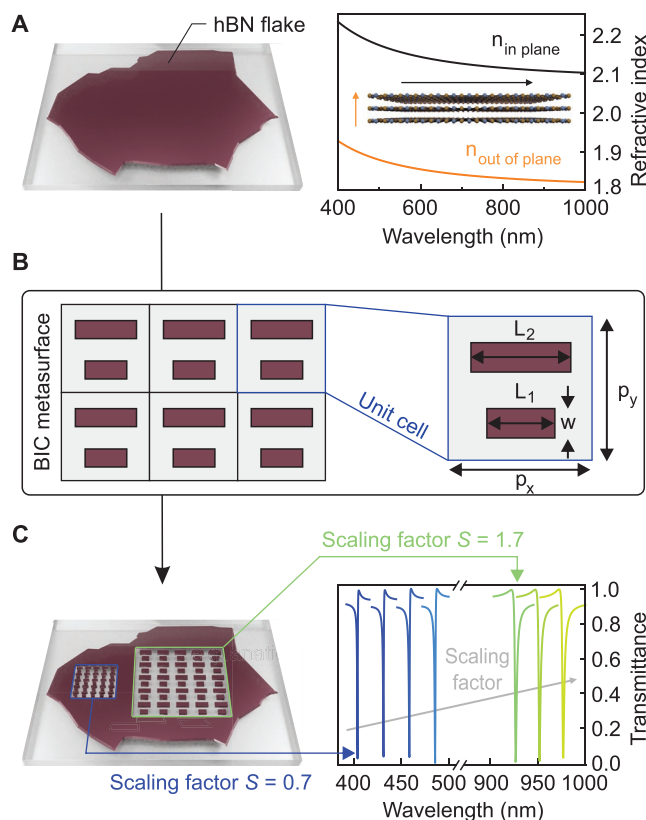 A
hBN flake
n in plane
n out of plane
2.2
2.1
2.0
1.9
1.8
Refractive index
400 600 800 1000
Wavelength (nm)
B
BIC metasurface
Unit cell
L2
L1
w
py
px
C
Scaling factor S = 1.7
Scaling factor S = 0.7
Scaling
factor
1.0
0.8
0.6
0.4
0.2
0.0
Transmittance
400 450 500 900 950 1000
Wavelength (nm)